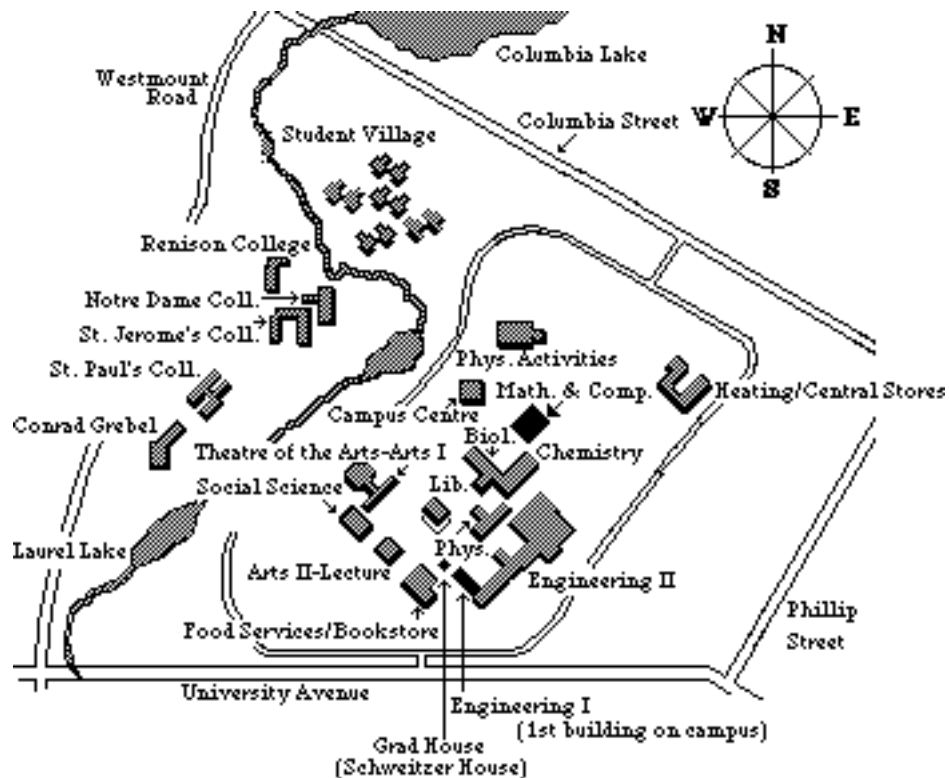 N
Columbia Lake
Westmount
Road
W
E
Columbia Street
Student Village
S
Renison College
Notre Dame Coll.
St. Jerome's Coll.
Phys. Activities
St. Paul's Coll.
Math. & Comp.
Heating/Central Stores
Campus Centre
Conrad Grebel
Biol.
Theatre of the Arts-Arts I
Chemistry
Lib.
Social Science
Laurel Lake
Phys.
Arts II-Lecture
Engineering II
Phillip
Street
Food Services/Bookstore
University Avenue
Engineering I
(1st building on campus)
Grad House
(Schweitzer House)